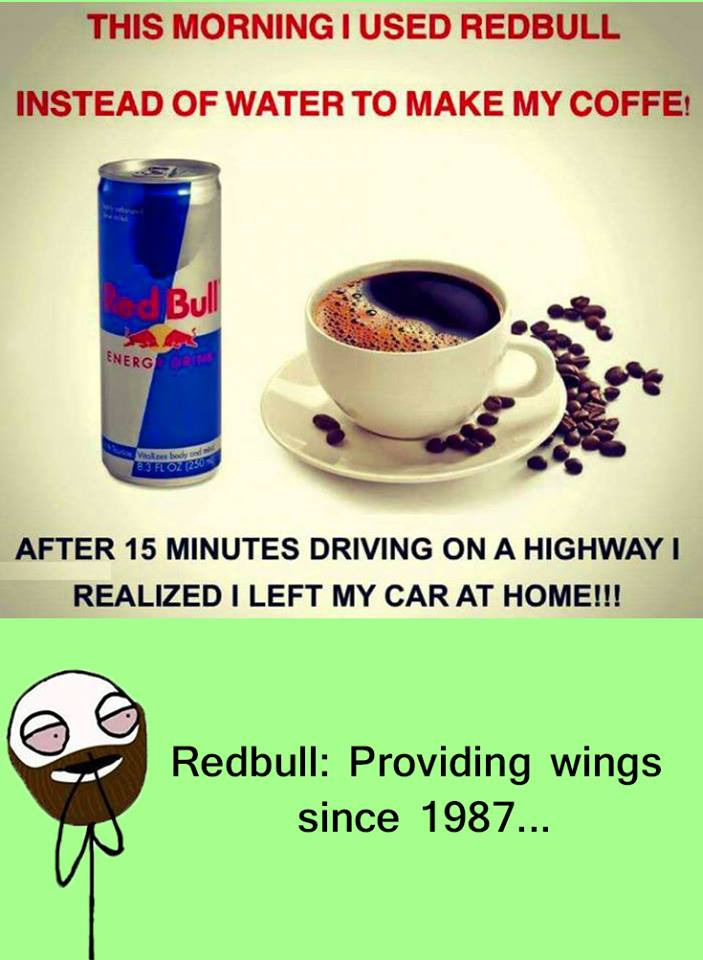 THIS MORNING I USED REDBULL
INSTEAD OF WATER TO MAKE MY COFFE!
Red Bull
ENERGY DRINK
Vitalizes body and mind
8.3 FL OZ (250
AFTER 15 MINUTES DRIVING ON A HIGHWAY I
REALIZED I LEFT MY CAR AT HOME!!!
Redbull: Providing wings
since 1987...